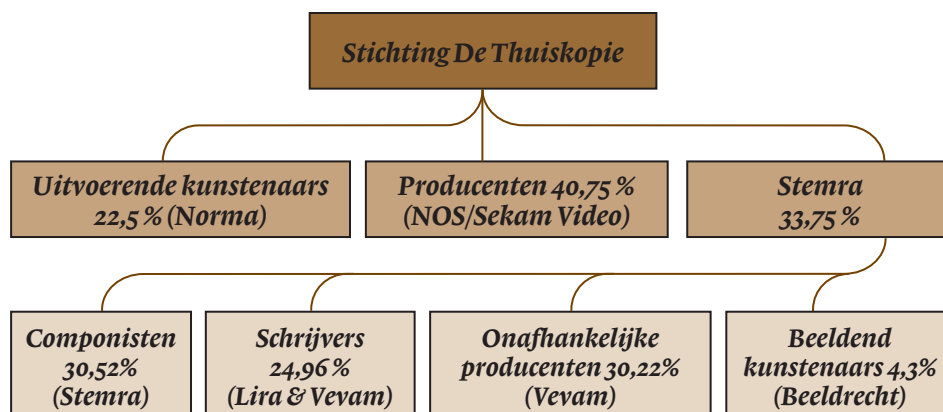 Stichting De Thuiskopie
Uitvoerende kunstenaars
22,5 % (Norma)
Producenten 40,75 %
(NOS/Sekam Video)
Stemra
33,75 %
Componisten
30,52%
(Stemra)
Schrijvers
24,96 %
(Lira & Vevam)
Onafhankelijke
producenten 30,22%
(Vevam)
Beeldend
kunstenaars 4,3%
(Beeldrecht)